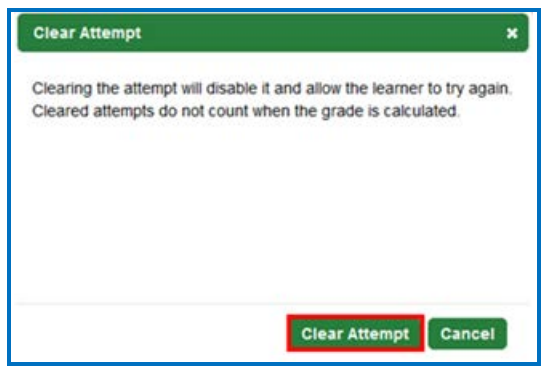 Clear Attempt
Clearing the attempt will disable it and allow the learner to try again.
Cleared attempts do not count when the grade is calculated.
Clear Attempt Cancel